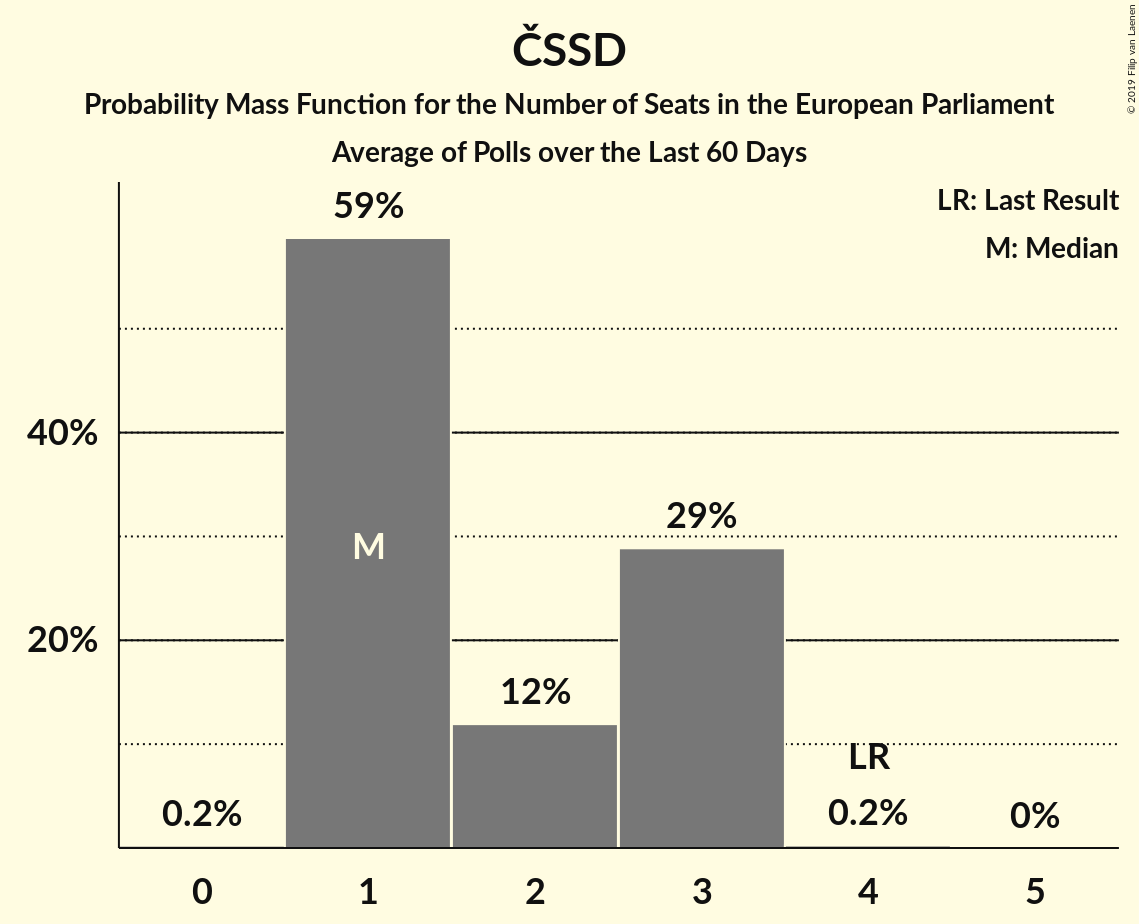 ČSSD
Probability Mass Function for the Number of Seats in the European Parliament
Average of Polls over the Last 60 Days
© 2019 Filip van Laenen
LR: Last Result
M: Median
59%
40%
M
29%
20%
12%
LR
0.2%
0.2%
0%
0 1 2 3 4 5